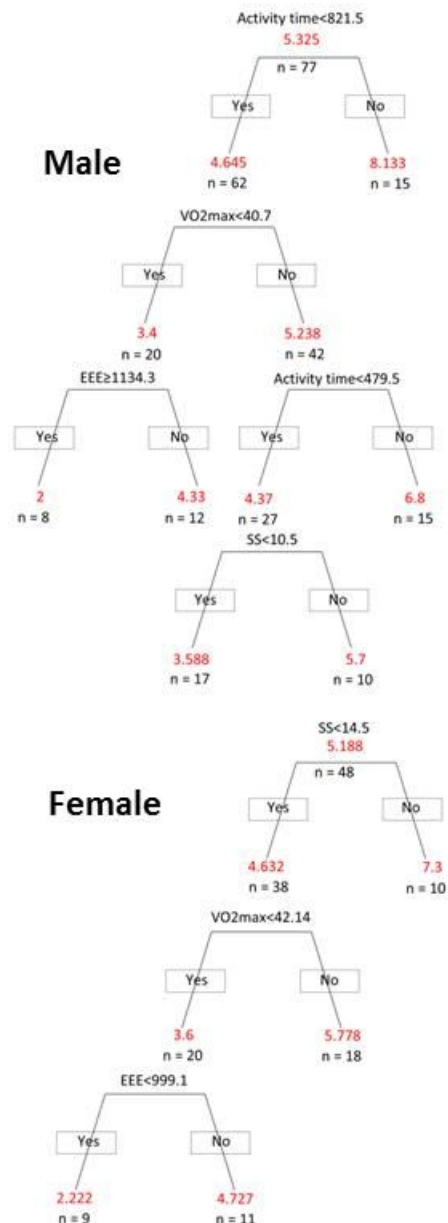 Activity time<821.5
5.325
n = 77
Yes No
Male
4.645 8.133
n = 62 n = 15
VO2max<40.7
Yes No
3.4 5.238
n = 20 n = 42
EEE≥1134.3 Activity time<479.5
Yes No Yes No
2 4.33 4.37 6.8
n = 8 n = 12 n = 27 n = 15
SS<10.5
Yes No
3.588 5.7
n = 17 n = 10
SS<14.5
5.188
n = 48
Female
Yes No
4.632 7.3
n = 38 n = 10
VO2max<42.14
Yes No
3.6 5.778
n = 20 n = 18
EEE<999.1
Yes No
2.222 4.727
n = 9 n = 11